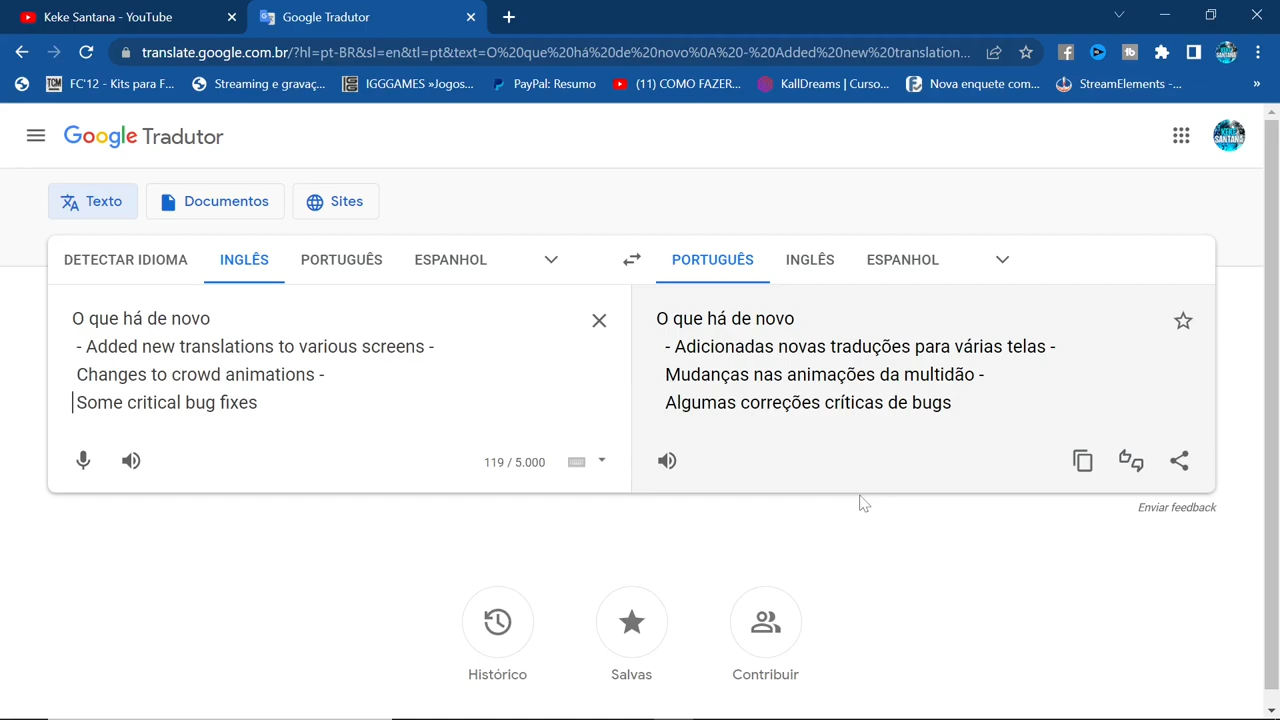 Keke Santana - YouTube
Google Tradutor
translate.google.com.br/?hl=pt-BR&sl=en&tl=pt&text=O%20que%20há%20de%20novo%0A%20-%20Added%20new%20translation...
TCM FC'12 - Kits para F...
Streaming e gravaç...
IGGGAMES »Jogos...
PayPal: Resumo
(11) COMO FAZER...
KallDreams | Curso...
Nova enquete com...
StreamElements -...
»
Google Tradutor
Texto
Documentos
Sites
DETECTAR IDIOMA
INGLÊS
PORTUGUÊS
ESPANHOL
PORTUGUÊS
INGLÊS
ESPANHOL
O que há de novo
- Added new translations to various screens -
Changes to crowd animations -
Some critical bug fixes
119 / 5.000
O que há de novo
- Adicionadas novas traduções para várias telas -
Mudanças nas animações da multidão -
Algumas correções críticas de bugs
Enviar feedback
Histórico
Salvas
Contribuir